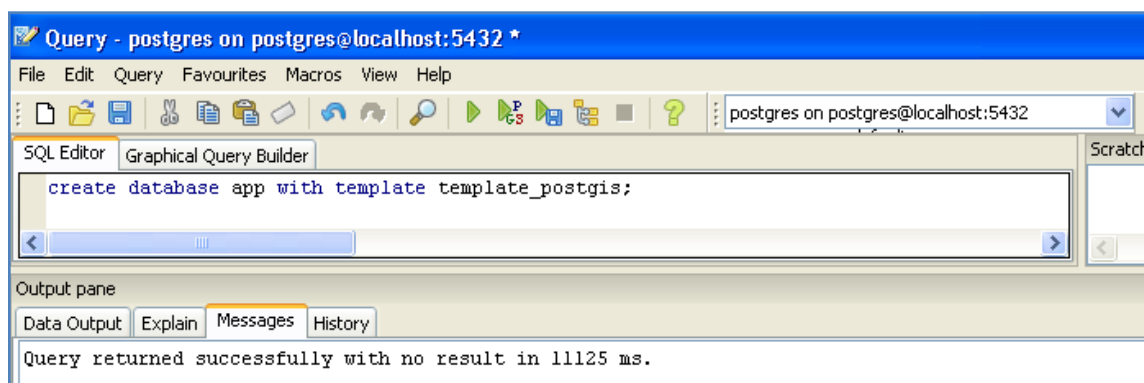 Query - postgres on postgres@localhost:5432 *
File Edit Query Favourites Macros View Help
postgres on postgres@localhost:5432
SQL Editor Graphical Query Builder
Scratch
create database app with template template_postgis;
Output pane
Data Output Explain Messages History
Query returned successfully with no result in 11125 ms.